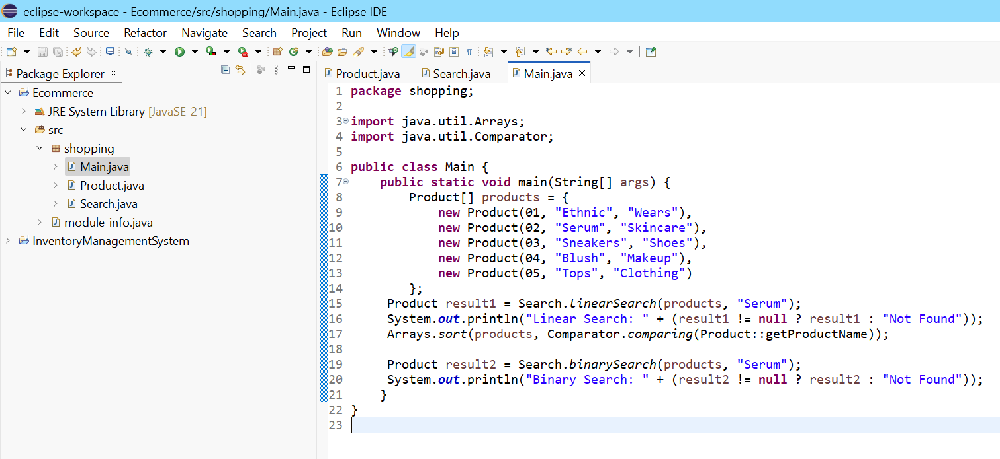 eclipse-workspace - Ecommerce/src/shopping/Main.java - Eclipse IDE
File Edit Source Refactor Navigate Search Project Run Window Help
Package Explorer
Ecommerce
JRE System Library [JavaSE-21]
src
shopping
Main.java
Product.java
Search.java
module-info.java
InventoryManagementSystem
Product.java Search.java Main.java
1 package shopping;
2
3 import java.util.Arrays;
4 import java.util.Comparator;
5
6 public class Main {
7     public static void main(String[] args) {
8         Product[] products = {
9             new Product(01, "Ethnic", "Wears"),
10             new Product(02, "Serum", "Skincare"),
11             new Product(03, "Sneakers", "Shoes"),
12             new Product(04, "Blush", "Makeup"),
13             new Product(05, "Tops", "Clothing")
14         };
15      Product result1 = Search.linearSearch(products, "Serum");
16      System.out.println("Linear Search: " + (result1 != null ? result1 : "Not Found"));
17      Arrays.sort(products, Comparator.comparing(Product::getProductName));
18
19      Product result2 = Search.binarySearch(products, "Serum");
20      System.out.println("Binary Search: " + (result2 != null ? result2 : "Not Found"));
21     }
22 }
23